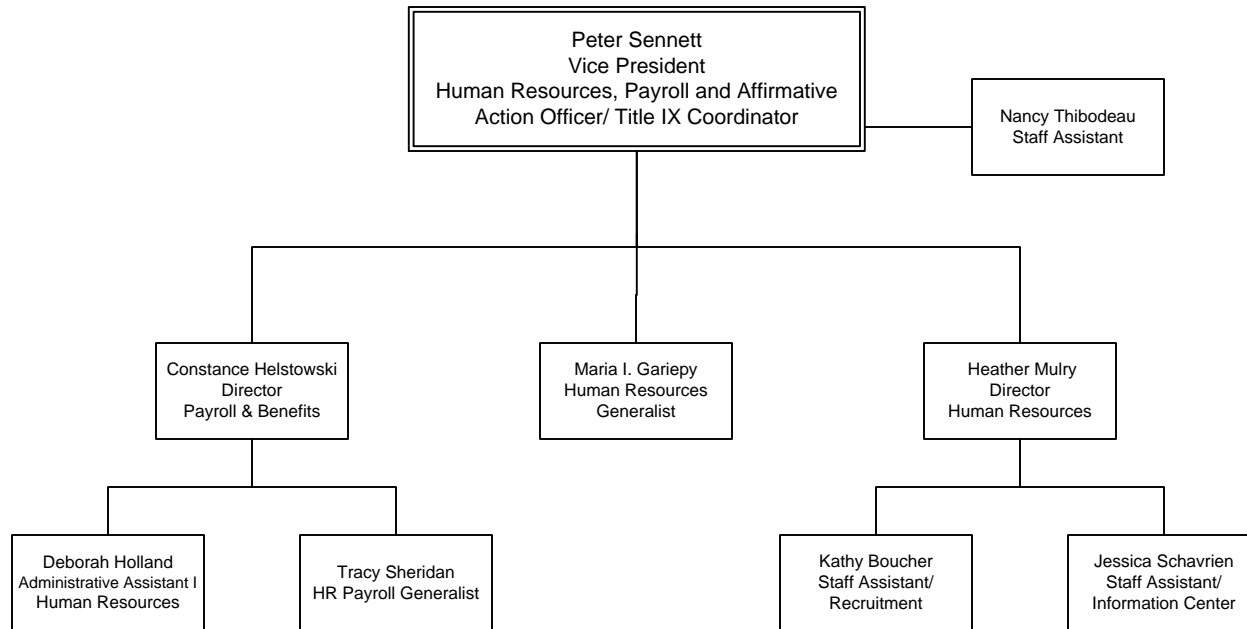 Peter Sennett
Vice President
Human Resources, Payroll and Affirmative
Action Officer/ Title IX Coordinator
Nancy Thibodeau
Staff Assistant
Constance Helstowski
Director
Payroll & Benefits
Maria I. Gariepy
Human Resources
Generalist
Heather Mulry
Director
Human Resources
Deborah Holland
Administrative Assistant I
Human Resources
Tracy Sheridan
HR Payroll Generalist
Kathy Boucher
Staff Assistant/
Recruitment
Jessica Schavrien
Staff Assistant/
Information Center